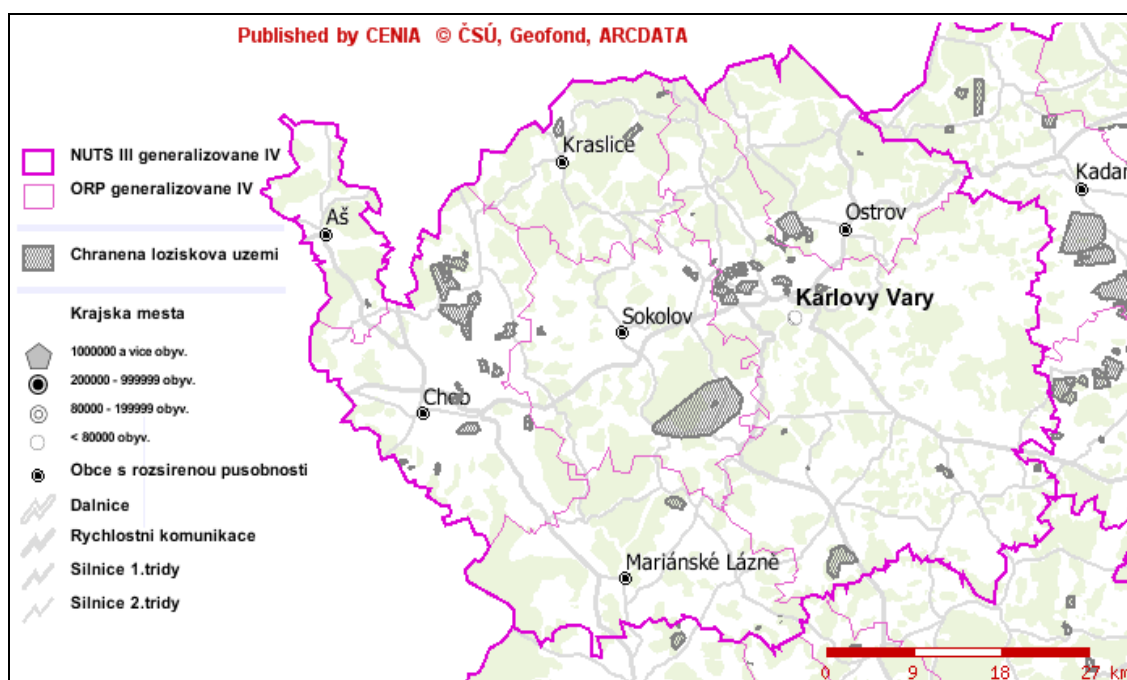 Published by CENIA © ČSÚ, Geofond, ARCDATA
NUTS III generalizovane IV
ORP generalizovane IV
Chranena loziskova uzemi
Krajska mesta
1000000 a vice obyv.
200000 - 999999 obyv.
80000 - 199999 obyv.
< 80000 obyv.
Obce s rozsirenou pusobnosti
Dalnice
Rychlostni komunikace
Silnice 1.tridy
Silnice 2.tridy
Kraslice
Kadan
Aš
Ostrov
Karlovy Vary
Sokolov
Cheb
Mariánské Lázně
0 9 18 27 km